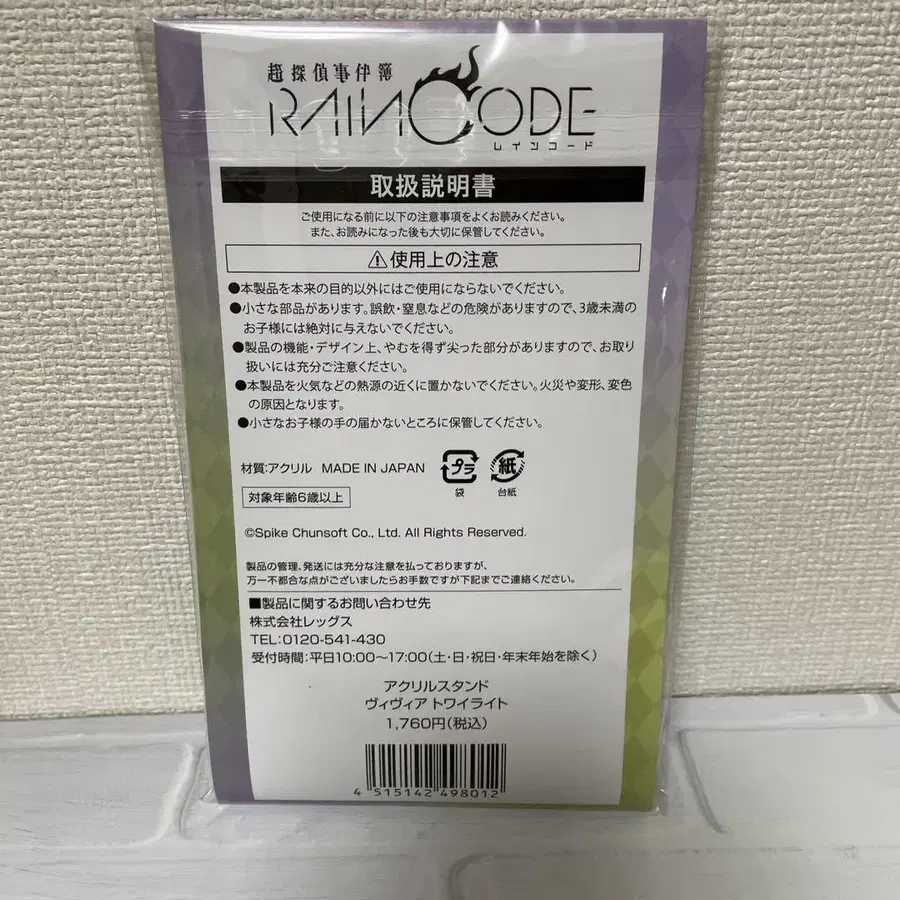 超探偵事件簿
RAINCODE
レインコード
取扱説明書
ご使用になる前に以下の注意事項をよくお読みください。
また、お読みになった後も大切に保管してください。
⚠使用上の注意
●本製品を本来の目的以外にはご使用にならないでください。
●小さな部品があります。誤飲・窒息などの危険がありますので、3歳未満の
お子様には絶対に与えないでください。
●製品の機能・デザイン上、やむを得ず尖った部分がありますので、お取り
扱いには充分ご注意ください。
●本製品を火気などの熱源の近くに置かないでください。火災や変形、変色
の原因となります。
●小さなお子様の手の届かないところに保管してください。
材質:アクリル MADE IN JAPAN
プラ 紙
袋 台紙
対象年齢6歳以上
©Spike Chunsoft Co., Ltd. All Rights Reserved.
製品の管理、発送には充分な注意を払っておりますが、
万一不都合な点がございましたらお手数ですが下記までご連絡ください。
■製品に関するお問い合わせ先
株式会社レッグス
TEL:0120-541-430
受付時間:平日10:00〜17:00(土・日・祝日・年末年始を除く)
アクリルスタンド
ヴィヴィア トワイライト
1,760円(税込)
4 515142 498012